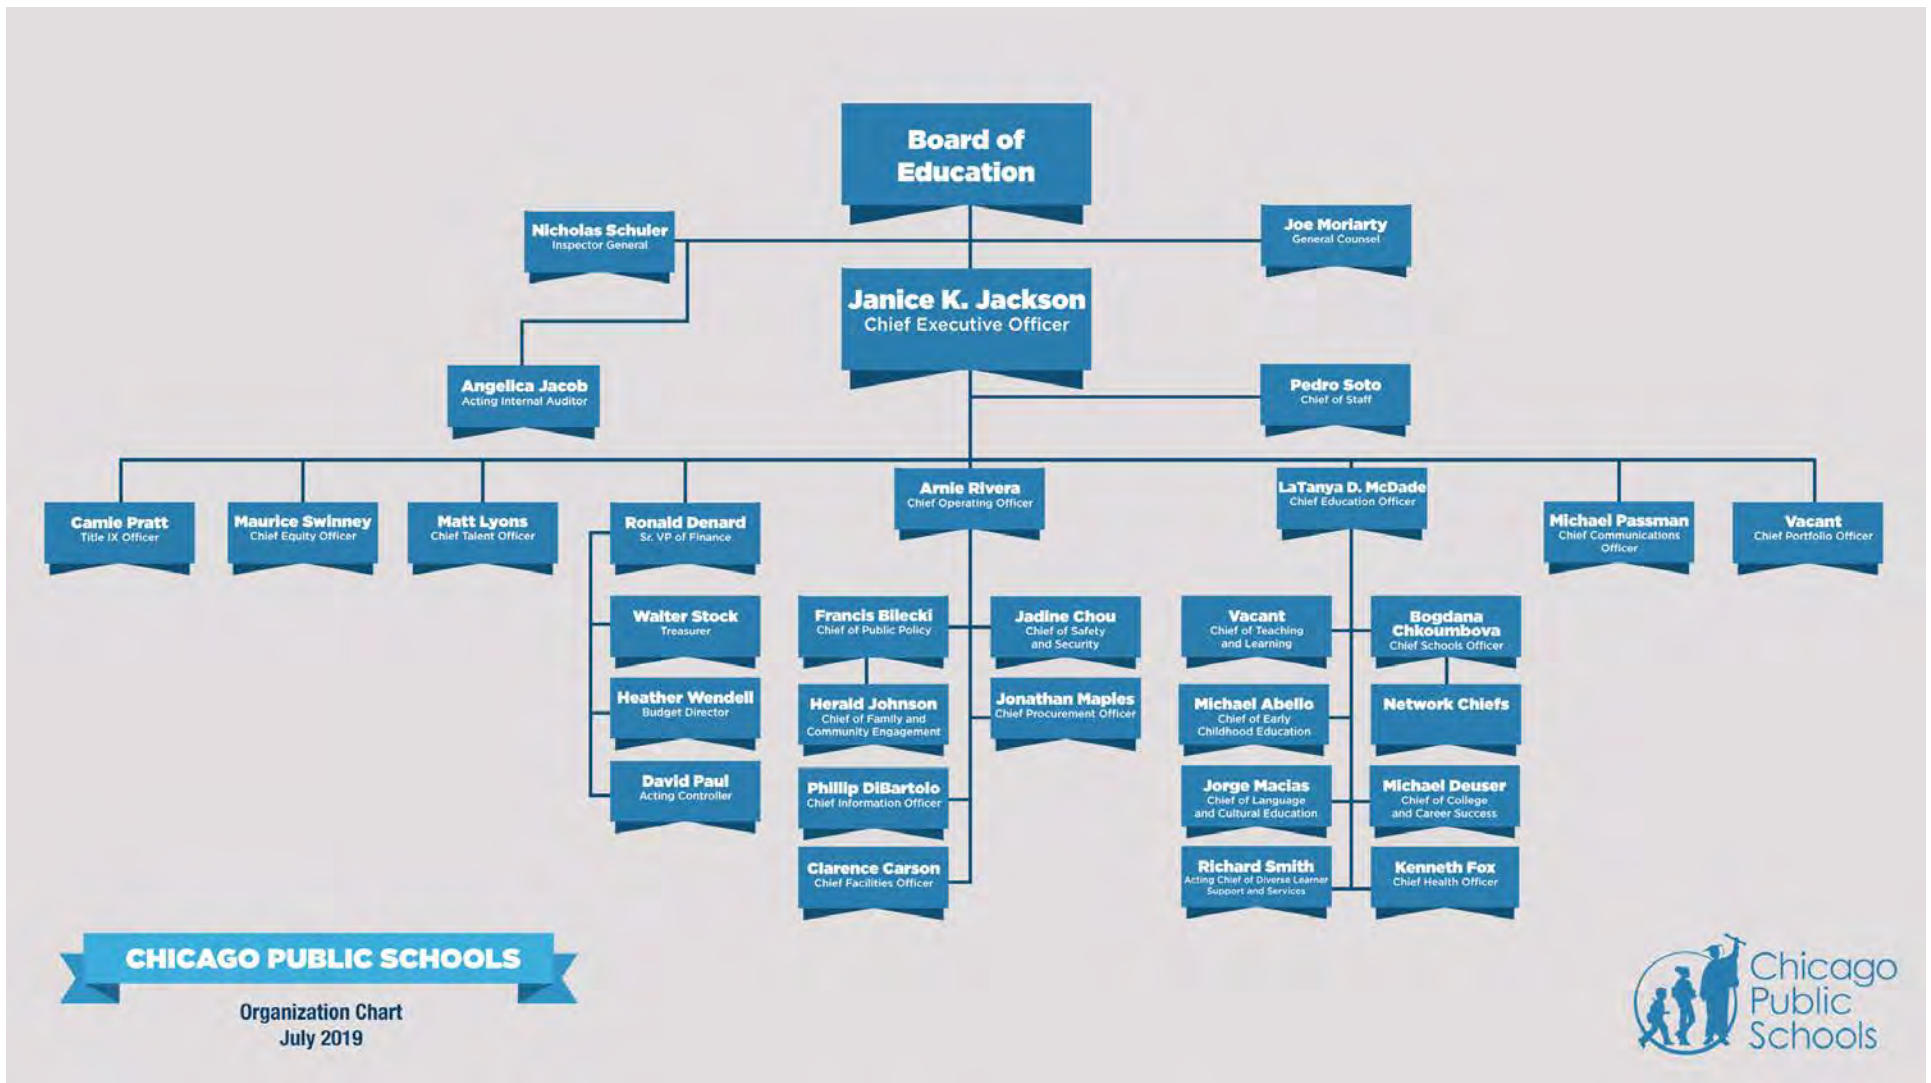 Board of
Education
Nicholas Schuler
Inspector General
Joe Moriarty
General Counsel
Janice K. Jackson
Chief Executive Officer
Angelica Jacob
Acting Internal Auditor
Pedro Soto
Chief of Staff
Camie Pratt
Title IX Officer
Maurice Swinney
Chief Equity Officer
Matt Lyons
Chief Talent Officer
Ronald Denard
Sr. VP of Finance
Arnie Rivera
Chief Operating Officer
LaTanya D. McDade
Chief Education Officer
Michael Passman
Chief Communications
Officer
Vacant
Chief Portfolio Officer
Walter Stock
Treasurer
Heather Wendell
Budget Director
David Paul
Acting Controller
Francis Bilecki
Chief of Public Policy
Jadine Chou
Chief of Safety
and Security
Herald Johnson
Chief of Family and
Community Engagement
Jonathan Maples
Chief Procurement Officer
Phillip DiBartolo
Chief Information Officer
Clarence Carson
Chief Facilities Officer
Vacant
Chief of Teaching
and Learning
Bogdana
Chkoumbova
Chief Schools Officer
Michael Abello
Chief of Early
Childhood Education
Network Chiefs
Jorge Macias
Chief of Language
and Cultural Education
Michael Deuser
Chief of College
and Career Success
Richard Smith
Acting Chief of Diverse Learner
Support and Services
Kenneth Fox
Chief Health Officer
CHICAGO PUBLIC SCHOOLS
Organization Chart
July 2019
Chicago
Public
Schools